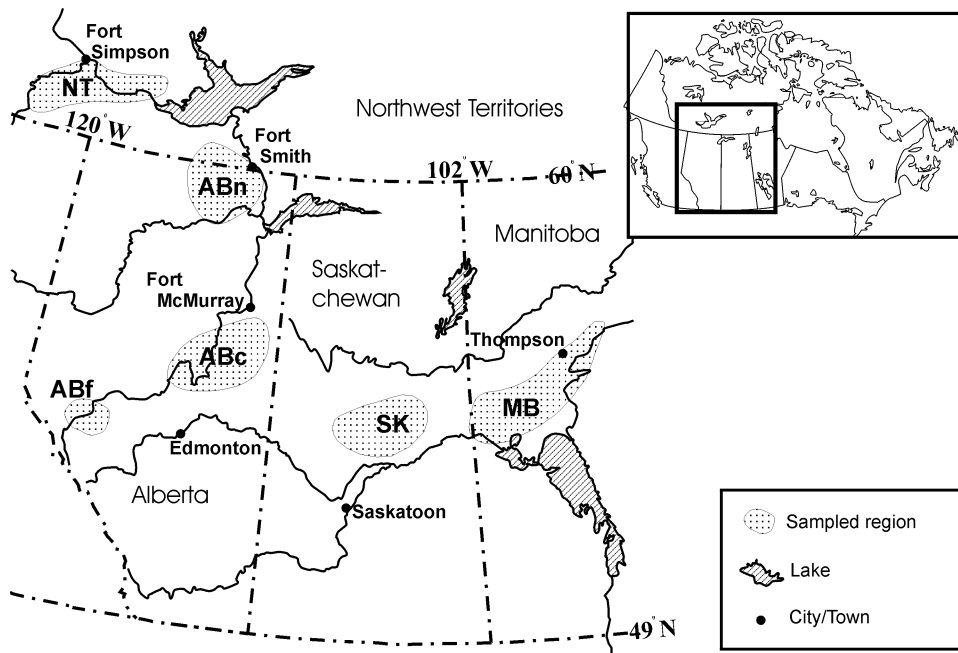 Fort
Simpson
NT
120°W
Northwest Territories
Fort
Smith
ABn
102°W
60°N
Manitoba
Saskat-
chewan
Fort
McMurray
Thompson
ABc
ABf
MB
SK
Edmonton
Alberta
Saskatoon
49°N
Sampled region
Lake
City/Town